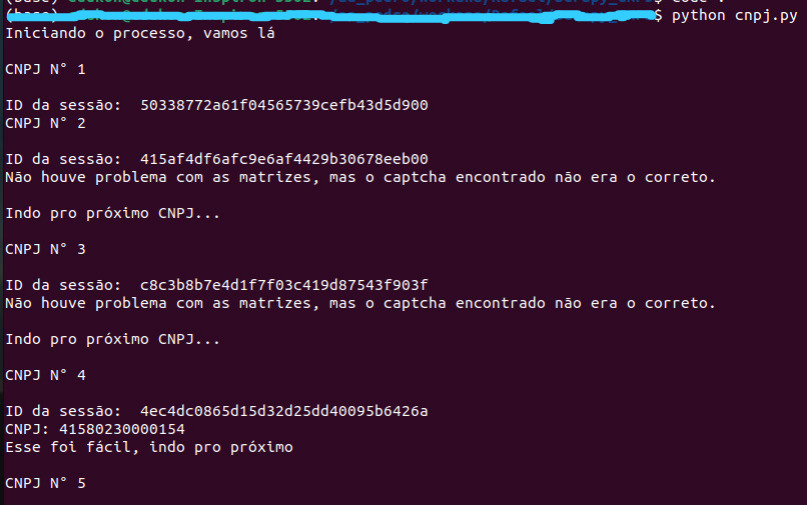 $ python cnpj.py
Iniciando o processo, vamos lá
CNPJ N° 1
ID da sessão: 50338772a61f04565739cefb43d5d900
CNPJ N° 2
ID da sessão: 415af4df6afc9e6af4429b30678eeb00
Não houve problema com as matrizes, mas o captcha encontrado não era o correto.
Indo pro próximo CNPJ...
CNPJ N° 3
ID da sessão: c8c3b8b7e4d1f7f03c419d87543f903f
Não houve problema com as matrizes, mas o captcha encontrado não era o correto.
Indo pro próximo CNPJ...
CNPJ N° 4
ID da sessão: 4ec4dc0865d15d32d25dd40095b6426a
CNPJ: 41580230000154
Esse foi fácil, indo pro próximo
CNPJ N° 5